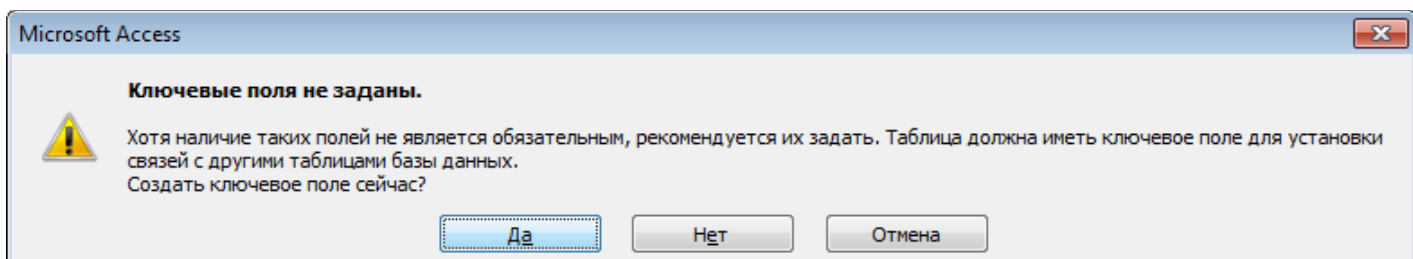 Microsoft Access
Ключевые поля не заданы.
Хотя наличие таких полей не является обязательным, рекомендуется их задать. Таблица должна иметь ключевое поле для установки
связей с другими таблицами базы данных.
Создать ключевое поле сейчас?
Да Нет Отмена